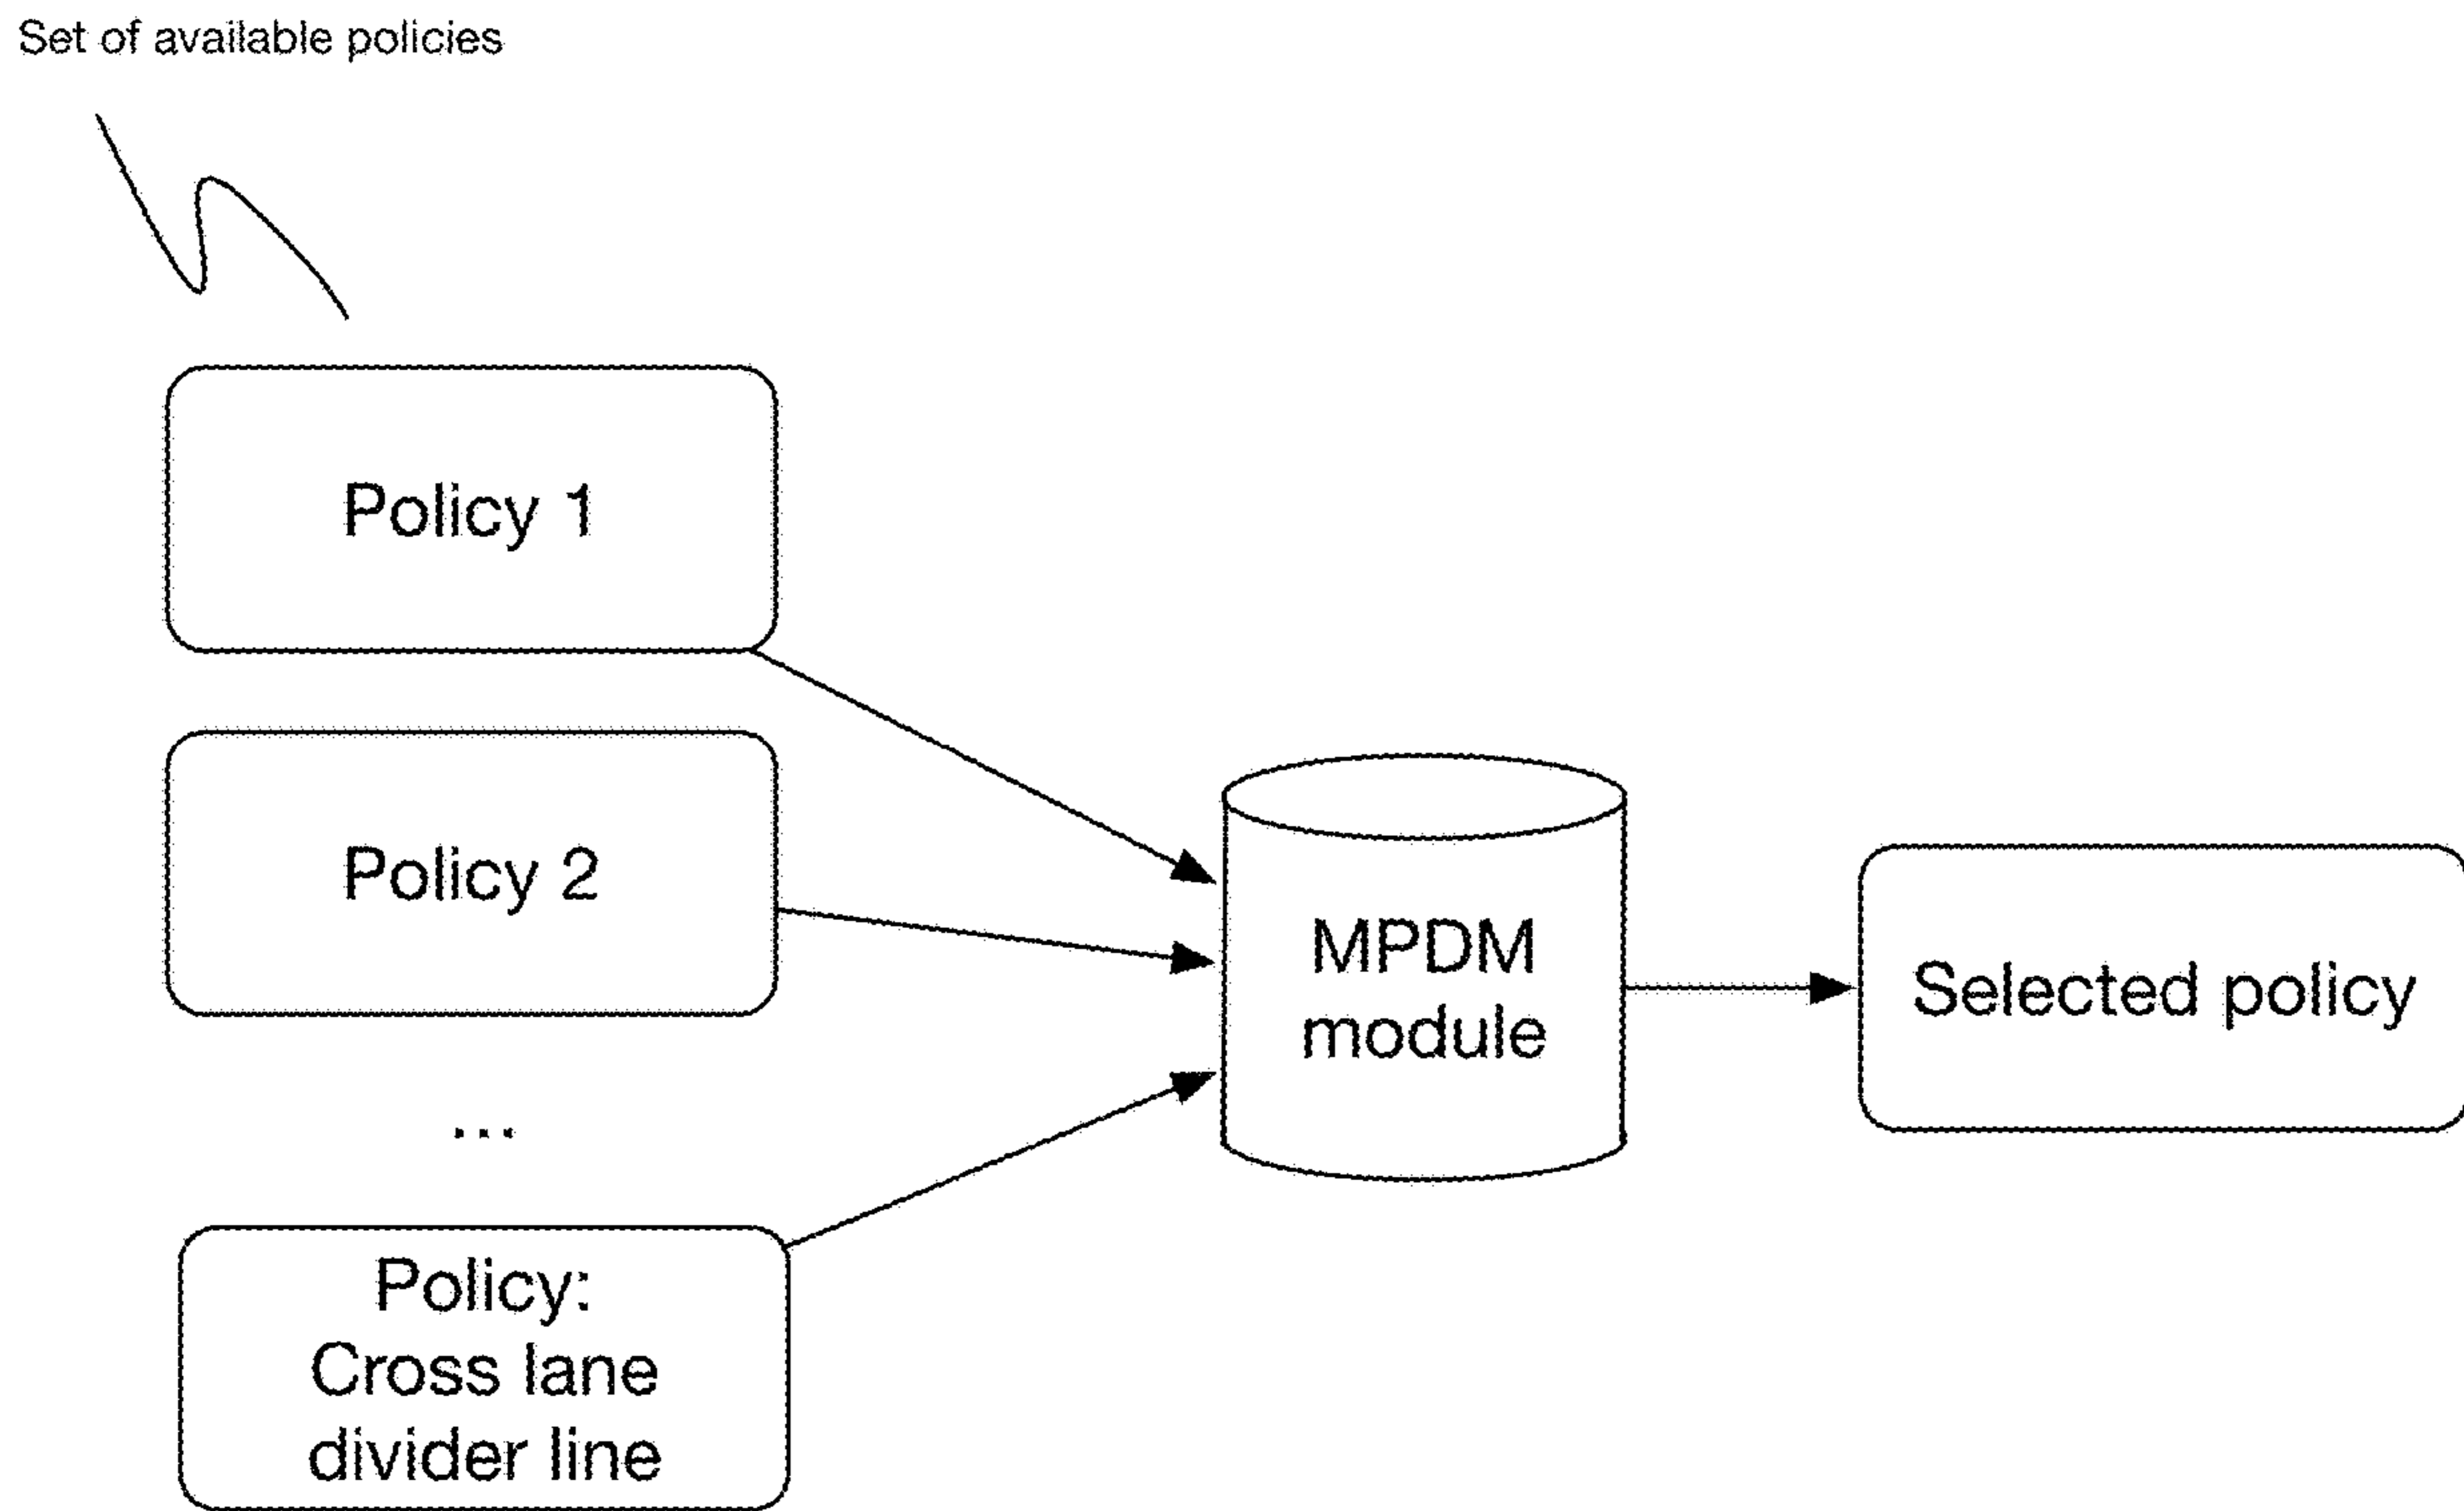 Set of available policies
Policy 1
Policy 2
...
Policy:
Cross lane
divider line
MPDM
module
Selected policy